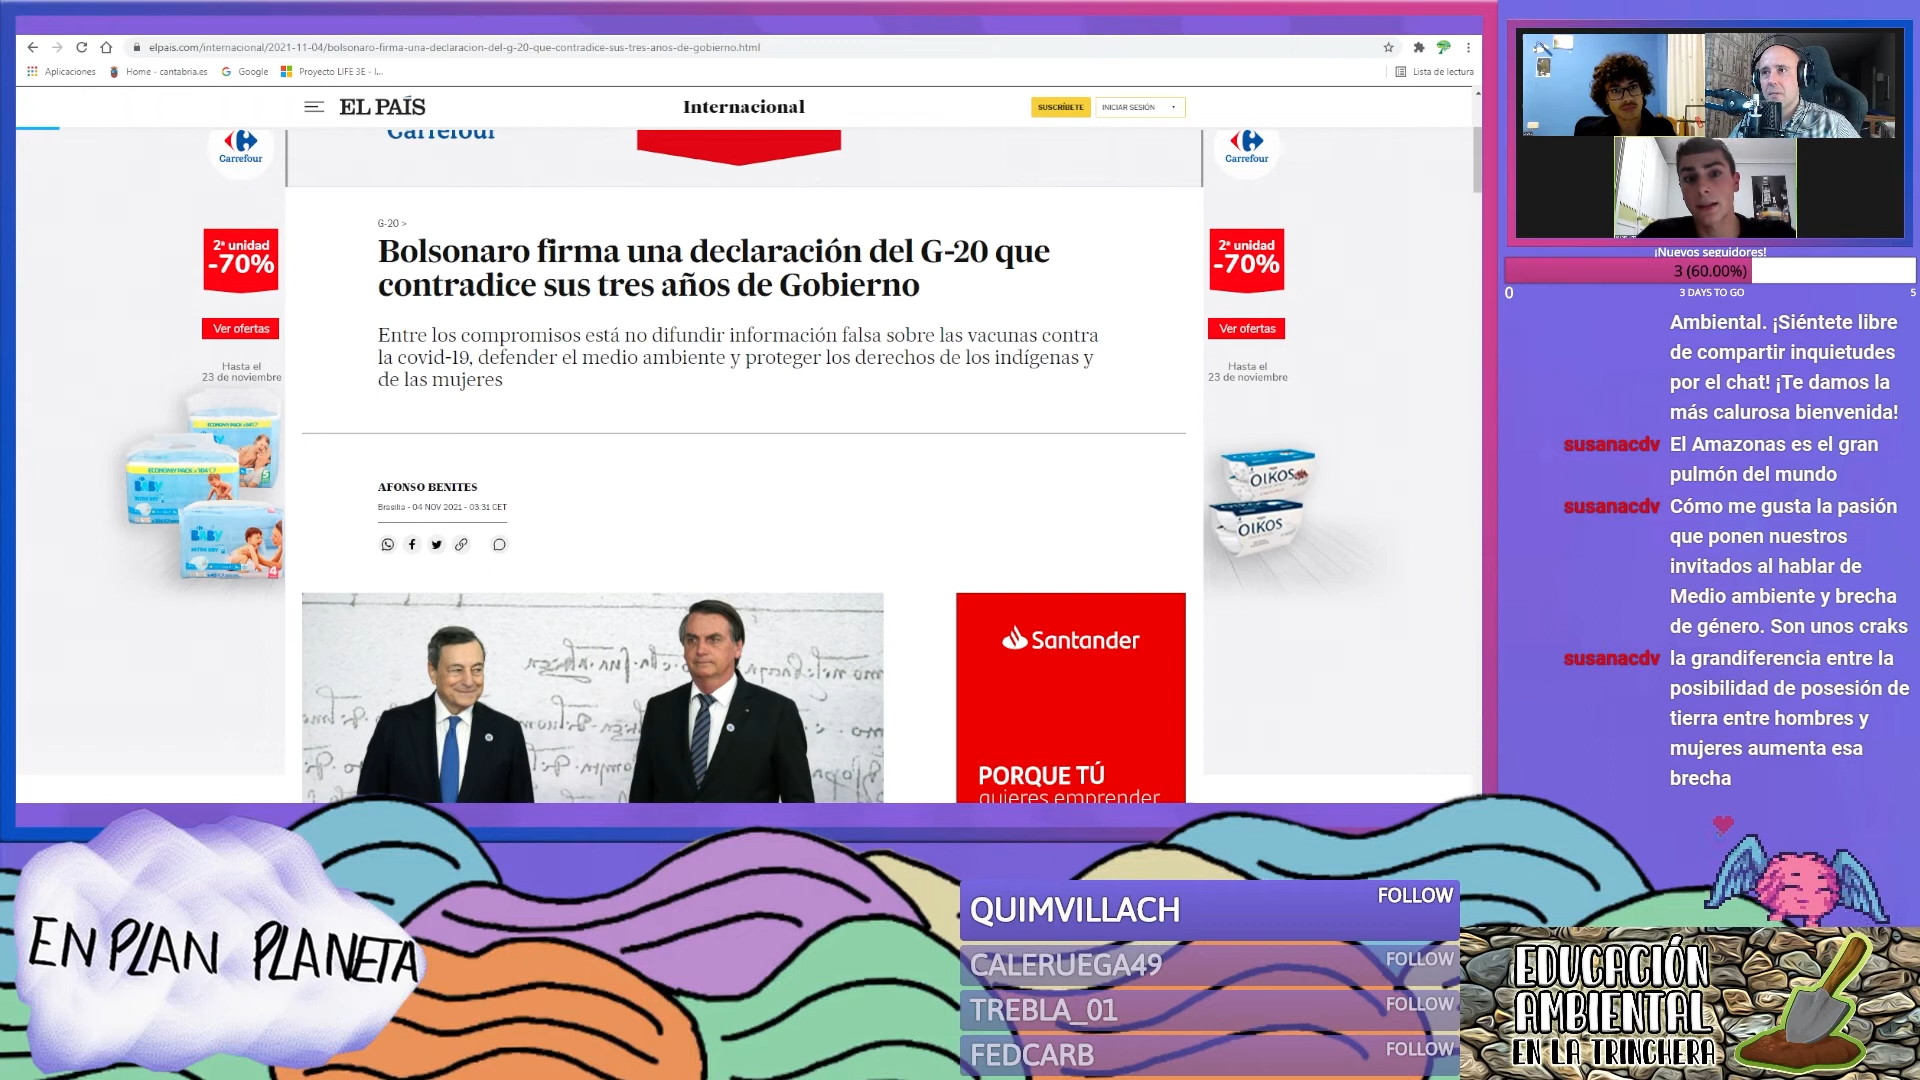 elpais.com/internacional/2021-11-04/bolsonaro-firma-una-declaracion-del-g-20-que-contradice-sus-tres-anos-de-gobierno.html
Aplicaciones
Home - cantabria.es
Google
Proyecto LIFE 3E - I...
Lista de lectura
EL PAÍS
Internacional
SUSCRÍBETE
INICIAR SESIÓN
Carrefour
Carrefour
Carrefour
2ª unidad
-70%
Ver ofertas
Hasta el
23 de noviembre
2ª unidad
-70%
Ver ofertas
Hasta el
23 de noviembre
G-20 >
Bolsonaro firma una declaración del G-20 que
contradice sus tres años de Gobierno
Entre los compromisos está no difundir información falsa sobre las vacunas contra
la covid-19, defender el medio ambiente y proteger los derechos de los indígenas y
de las mujeres
AFONSO BENITES
Brasilia - 04 NOV 2021 - 03:31 CET
ECONOMY PACK
BABY
BABY
OIKOS
OIKOS
Santander
PORQUE TÚ
quieres emprender
¡Nuevos seguidores!
3 (60.00%)
0
3 DAYS TO GO
5
Ambiental. ¡Siéntete libre
de compartir inquietudes
por el chat! ¡Te damos la
más calurosa bienvenida!
susanacdv El Amazonas es el gran
pulmón del mundo
susanacdv Cómo me gusta la pasión
que ponen nuestros
invitados al hablar de
Medio ambiente y brecha
de género. Son unos craks
susanacdv la grandiferencia entre la
posibilidad de posesión de
tierra entre hombres y
mujeres aumenta esa
brecha
EN PLAN PLANETA
QUIMVILLACH FOLLOW
CALERUEGA49 FOLLOW
TREBLA_01 FOLLOW
FEDCARB FOLLOW
EDUCACIÓN
AMBIENTAL
EN LA TRINCHERA